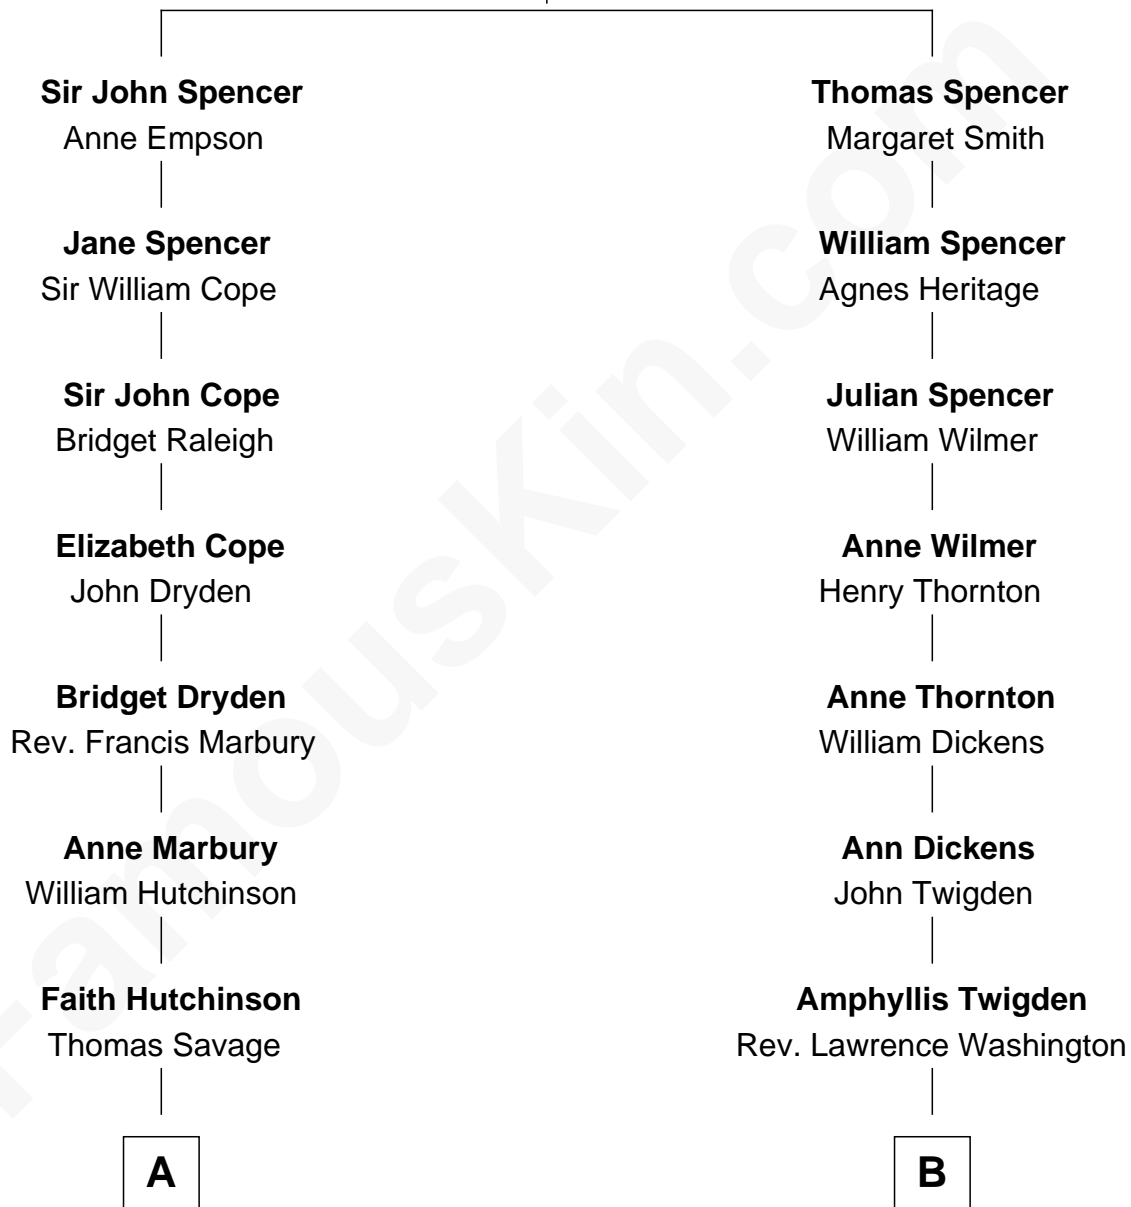 Sir John Spencer
Anne Empson
Jane Spencer
Sir William Cope
Sir John Cope
Bridget Raleigh
Elizabeth Cope
John Dryden
Bridget Dryden
Rev. Francis Marbury
Anne Marbury
William Hutchinson
Faith Hutchinson
Thomas Savage
A
Thomas Spencer
Margaret Smith
William Spencer
Agnes Heritage
Julian Spencer
William Wilmer
Anne Wilmer
Henry Thornton
Anne Thornton
William Dickens
Ann Dickens
John Twigden
Amphyllis Twigden
Rev. Lawrence Washington
B
FamousKin.com